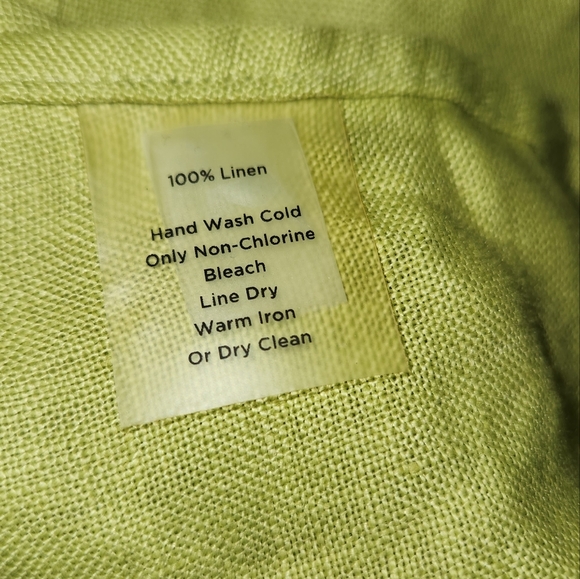 100% Linen
Hand Wash Cold
Only Non-Chlorine
Bleach
Line Dry
Warm Iron
Or Dry Clean